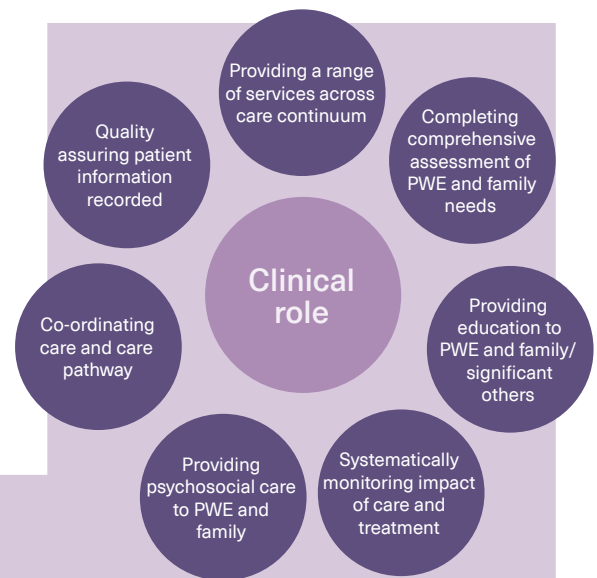 Providing a range
of services across
care continuum
Completing
comprehensive
assessment of
PWE and family
needs
Providing
education to
PWE and family/
significant
others
Systematically
monitoring impact
of care and
treatment
Providing
psychosocial care
to PWE and
family
Co-ordinating
care and care
pathway
Quality
assuring patient
information
recorded
Clinical
role